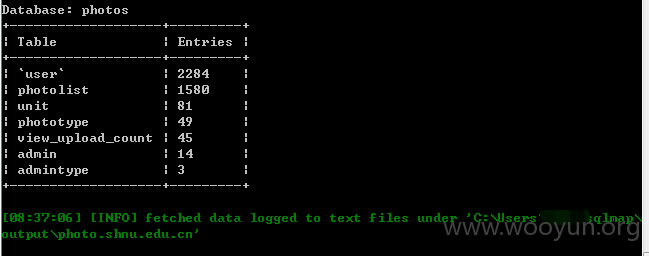 Database: photos
+------------------+---------+
| Table            | Entries |
+------------------+---------+
| `user`           | 2284    |
| photolist        | 1580    |
| unit             | 81      |
| phototype        | 49      |
| view_upload_count | 45      |
| admin            | 14      |
| admintype        | 3       |
+------------------+---------+
[08:37:06] [INFO] fetched data logged to text files under 'C:\Users\ sqlmap\
output\photo.shnu.edu.cn'
www.wooyun.org